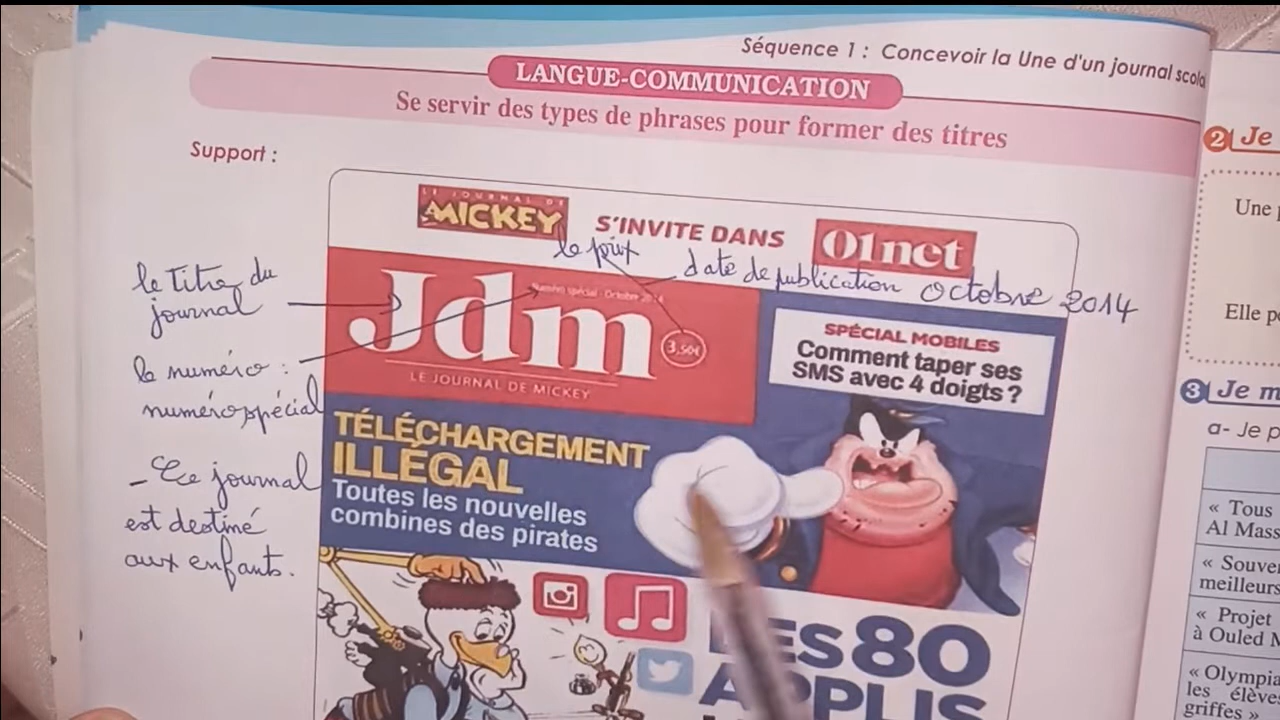 Séquence 1 : Concevoir la Une d'un journal scola
LANGUE-COMMUNICATION
Se servir des types de phrases pour former des titres
Support :
LE JOURNAL DE
MICKEY
S'INVITE DANS
01net
le prix
date de publication octobre 2014
le titre du
journal
Jdm
Numéro spécial - Octobre 2014
3,50€
LE JOURNAL DE MICKEY
le numéro :
numéro spécial
SPÉCIAL MOBILES
Comment taper ses
SMS avec 4 doigts ?
TÉLÉCHARGEMENT
ILLÉGAL
Toutes les nouvelles
combines des pirates
- Ce journal
est destiné
aux enfants.
LES 80
APPLIS
2 Je
Une
Elle p
3 Je m
a- Je p
« Tous
Al Mass
« Souve
meilleurs
« Projet
à Ouled
« Olympia
les élève
griffes »